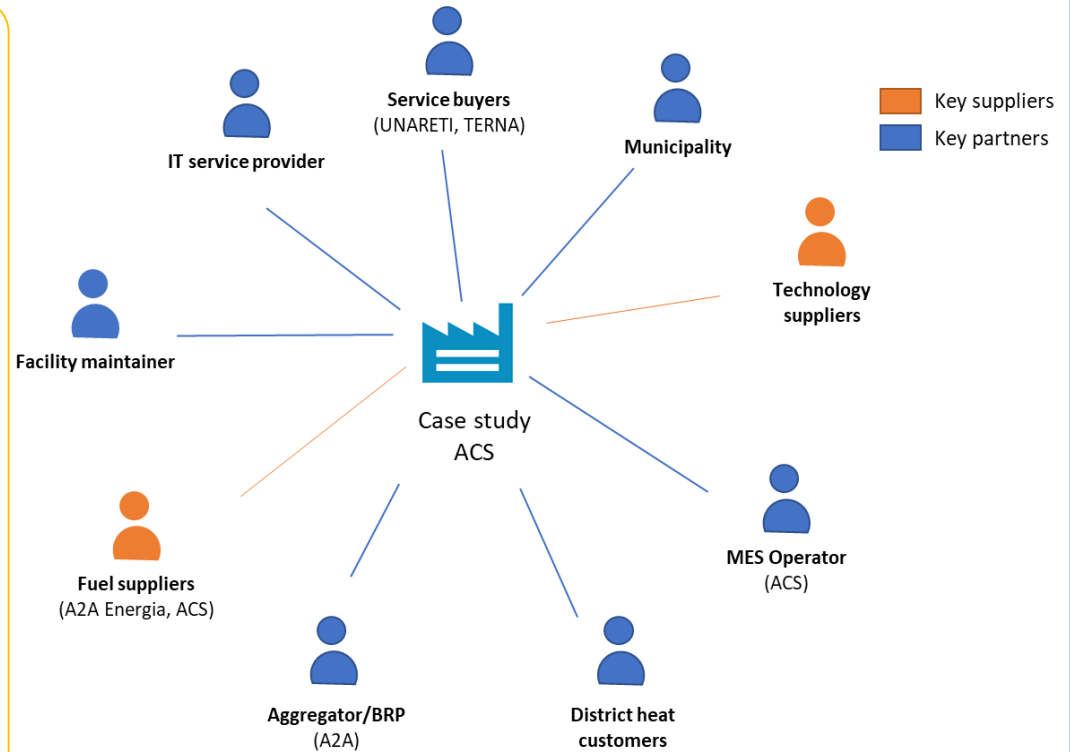 Service buyers
(UNARETI, TERNA)
IT service provider
Municipality
Key suppliers
Key partners
Technology
suppliers
Facility maintainer
Case study
ACS
MES Operator
(ACS)
Fuel suppliers
(A2A Energia, ACS)
Aggregator/BRP
(A2A)
District heat
customers